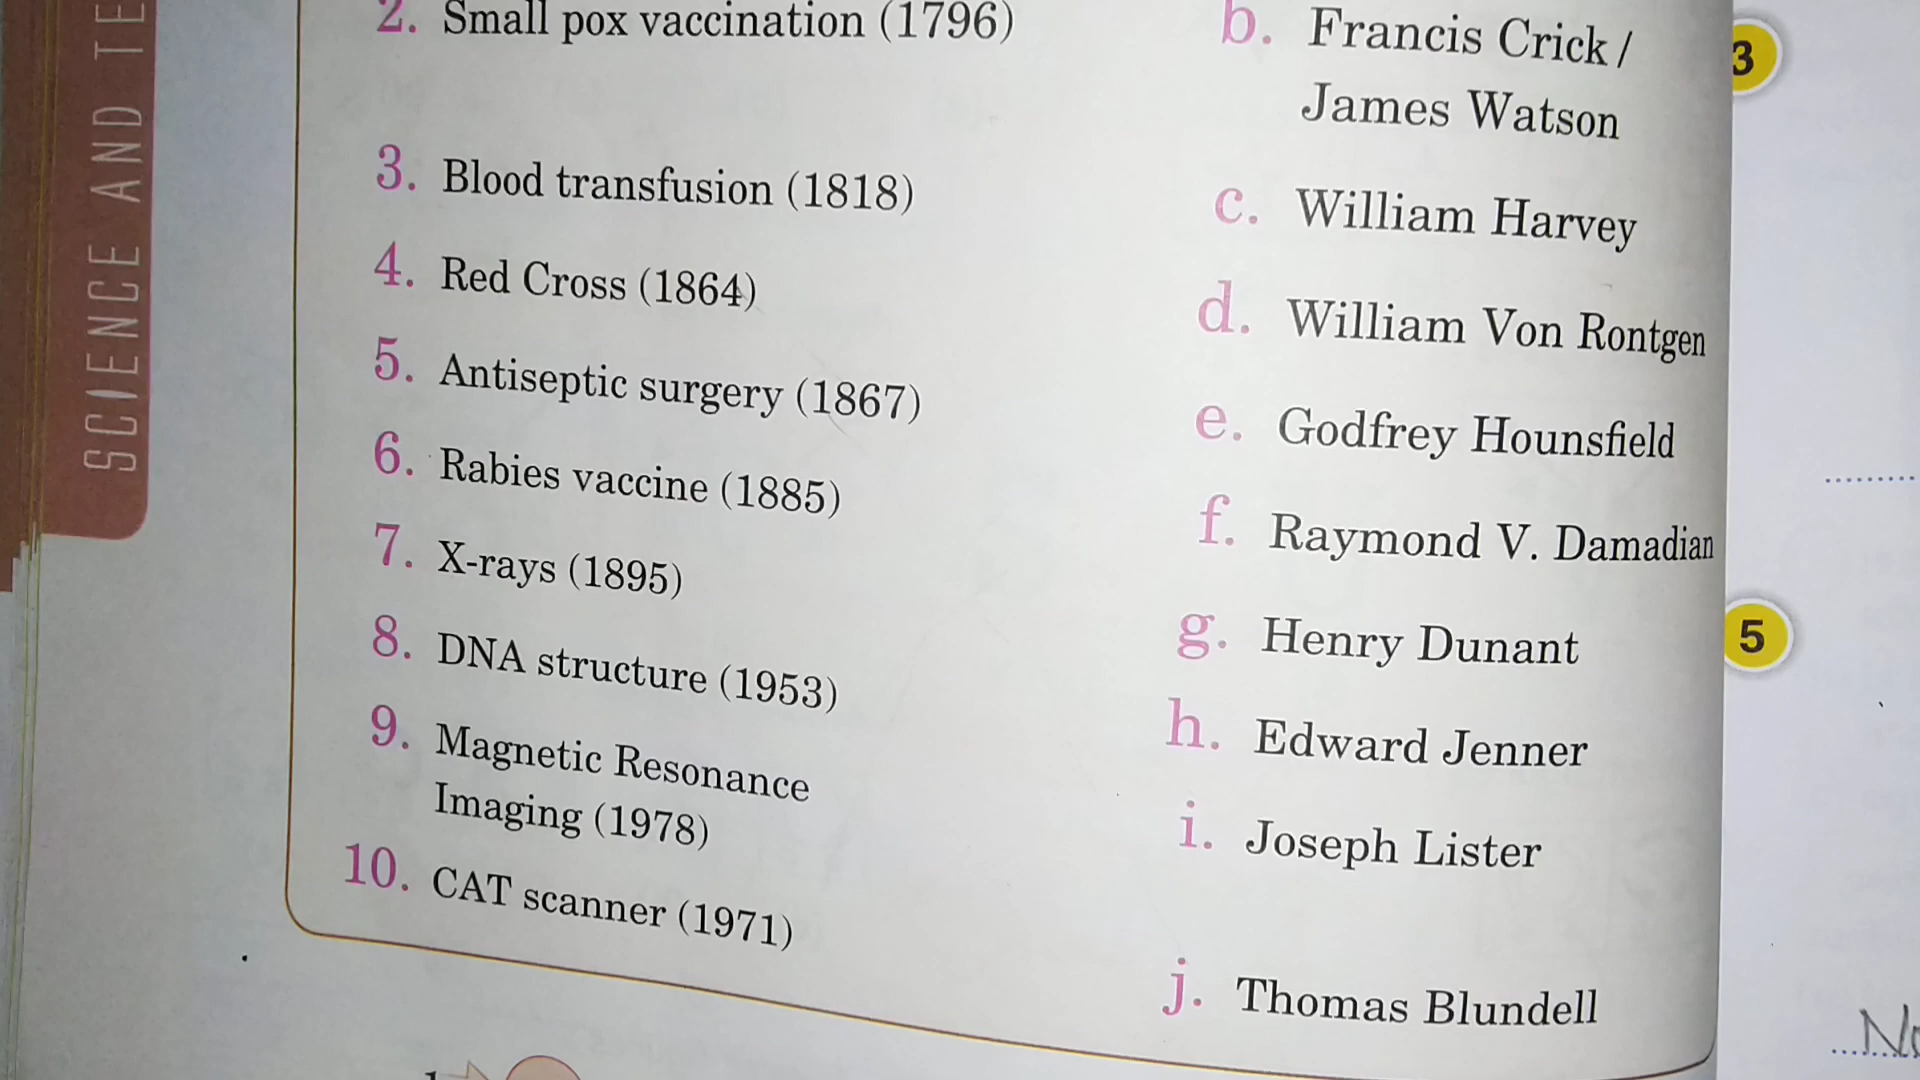 SCIENCE AND TE
2. Small pox vaccination (1796)
3. Blood transfusion (1818)
4. Red Cross (1864)
5. Antiseptic surgery (1867)
6. Rabies vaccine (1885)
7. X-rays (1895)
8. DNA structure (1953)
9. Magnetic Resonance
Imaging (1978)
10. CAT scanner (1971)
b. Francis Crick /
James Watson
c. William Harvey
d. William Von Rontgen
e. Godfrey Hounsfield
f. Raymond V. Damadian
g. Henry Dunant
h. Edward Jenner
i. Joseph Lister
j. Thomas Blundell
3
5